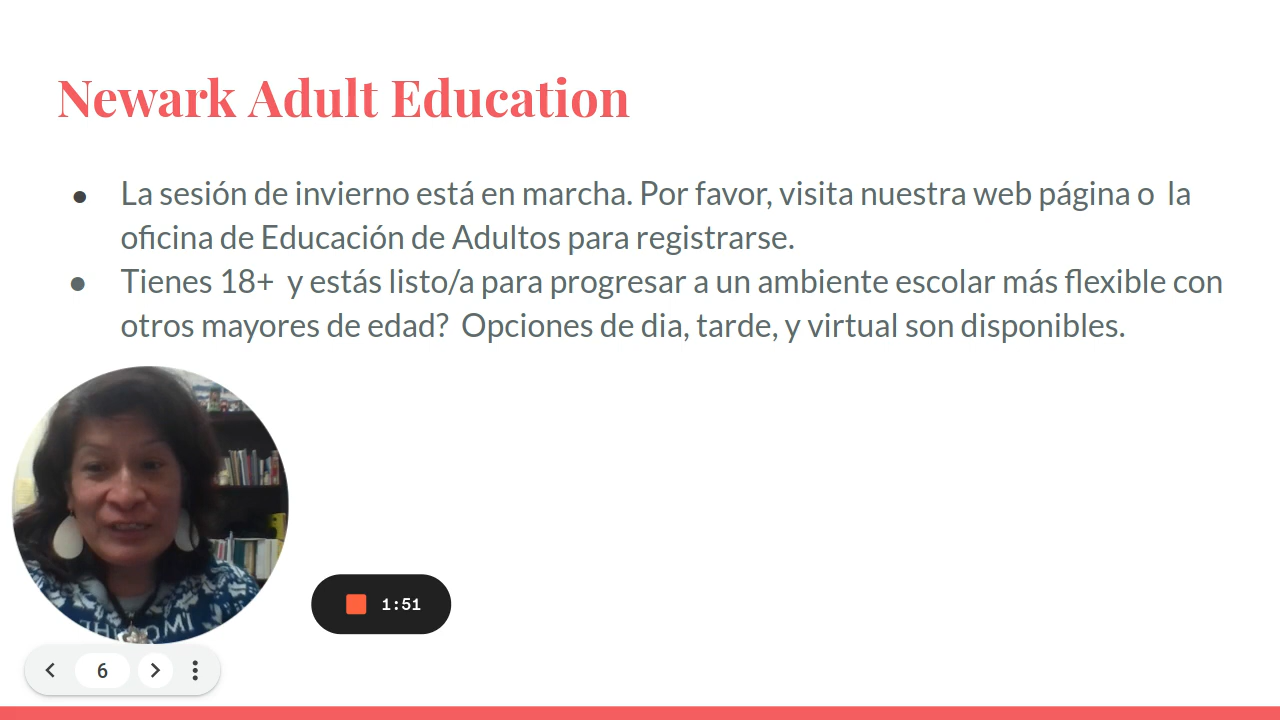 Newark Adult Education
● La sesión de invierno está en marcha. Por favor, visita nuestra web página o  la
oficina de Educación de Adultos para registrarse.
● Tienes 18+  y estás listo/a para progresar a un ambiente escolar más flexible con
otros mayores de edad?  Opciones de dia, tarde, y virtual son disponibles.
1:51
6